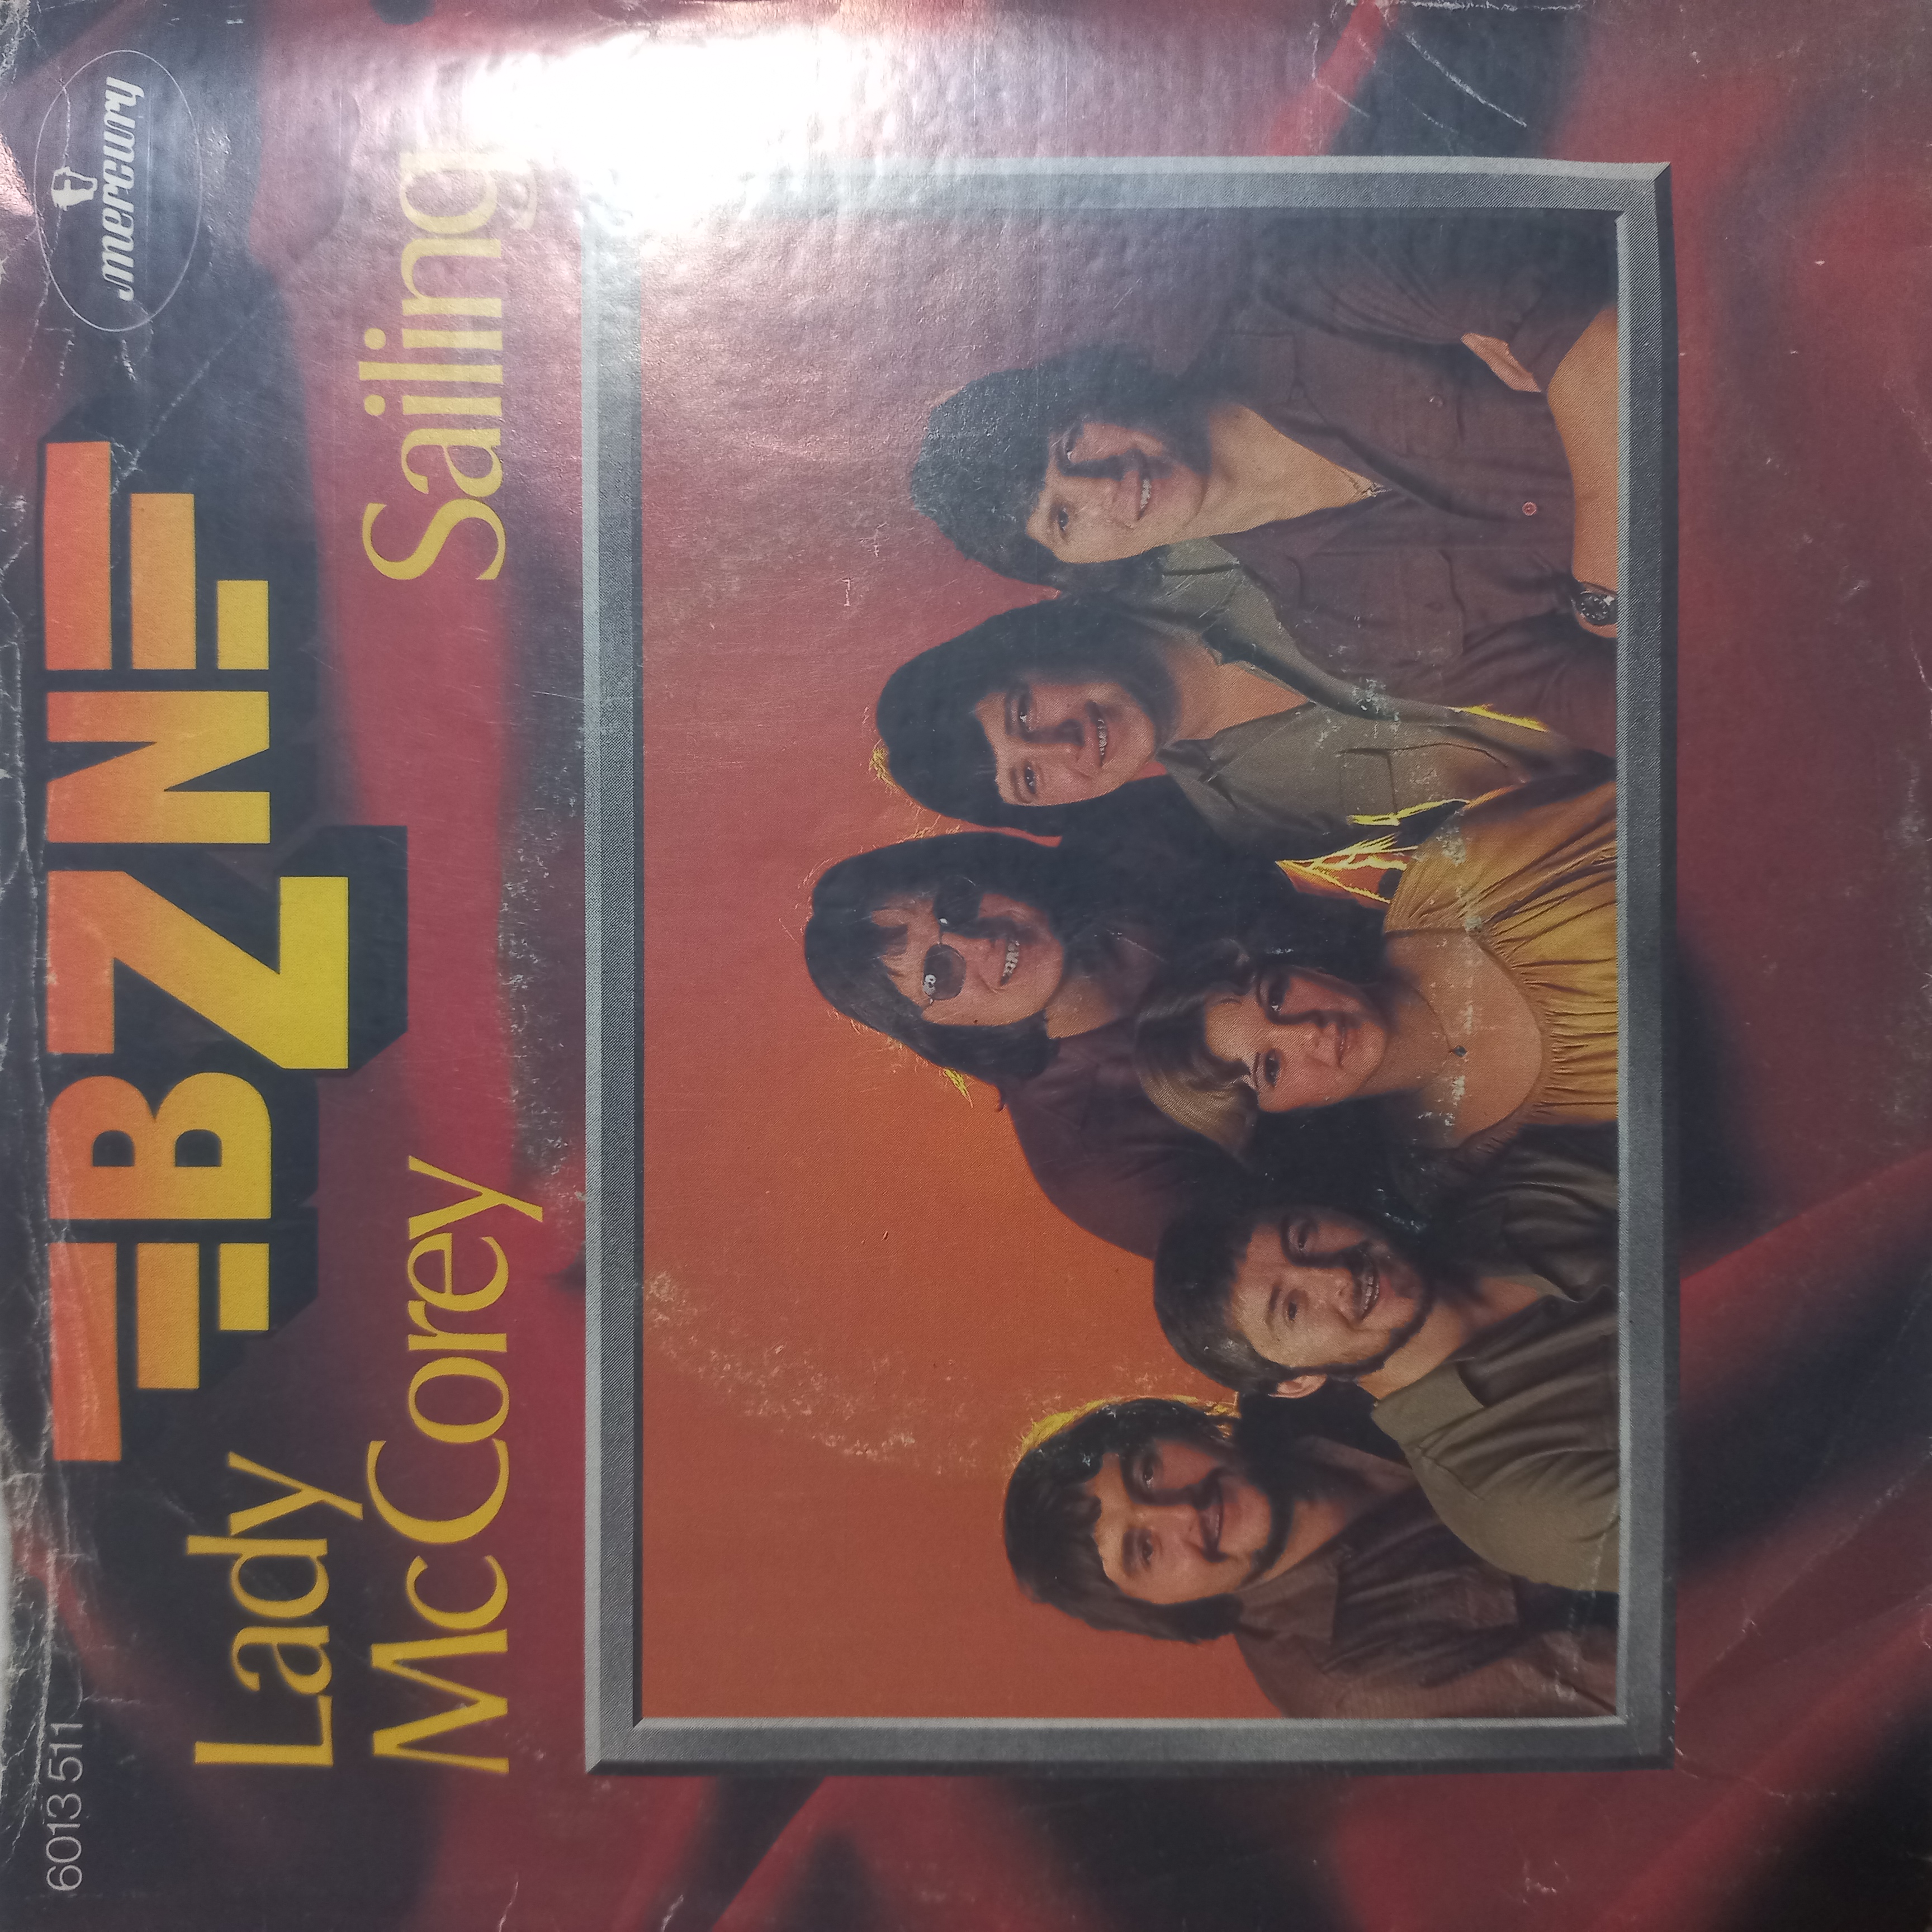 6013 511
BZN
mercury
Lady
McCorey
Sailing